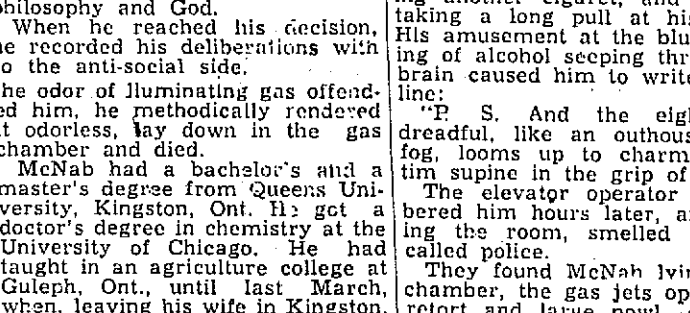 philosophy and God.
When he reached his decision,
he recorded his deliberations with
to the anti-social side.
The odor of lluminating gas offend-
ed him, he methodically rendered
it odorless, lay down in the gas
chamber and died.
McNab had a bachelor's and a
master's degree from Queens Uni-
versity, Kingston, Ont. He got a
doctor's degree in chemistry at the
University of Chicago. He had
taught in an agriculture college at
Guleph, Ont., until last March,
when, leaving his wife in Kingston,
taking a long pull at his
His amusement at the blu
ing of alcohol seeping thr
brain caused him to write
line:
"P. S. And the eigh
dreadful, like an outhous
fog, looms up to charm
tim supine in the grip of
The elevator operator
bered him hours later, a
ing the room, smelled
called police.
They found McNab lyin
chamber, the gas jets op
retort and large